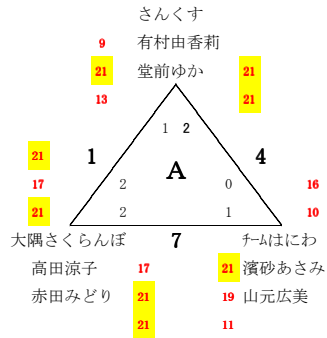 さんくす
9 有村由香莉
21 堂前ゆか 21
13 21
1 2
21 1 A 4
17 2 0 16
21 2 1 10
大隅さくらんぼ 7 ﾁｰﾑはにわ
高田涼子 17 21 濱砂あさみ
赤田みどり 21 19 山元広美
21 11